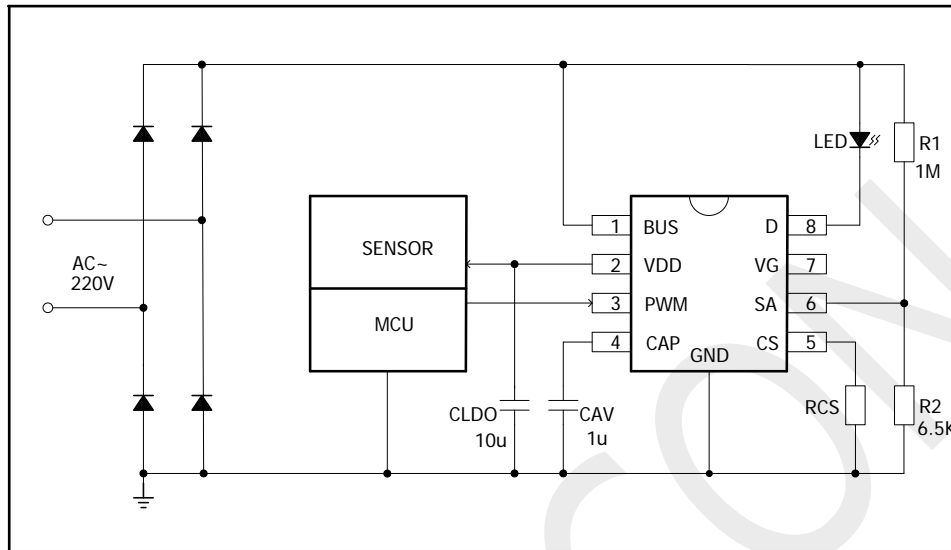 LED
R1
1M
SENSOR
1 BUS
D 8
AC~
220V
2 VDD
VG 7
MCU
3 PWM
SA 6
4 CAP
CS 5
GND
CLDO
10u
CAV
1u
RCS
R2
6.5K
CON